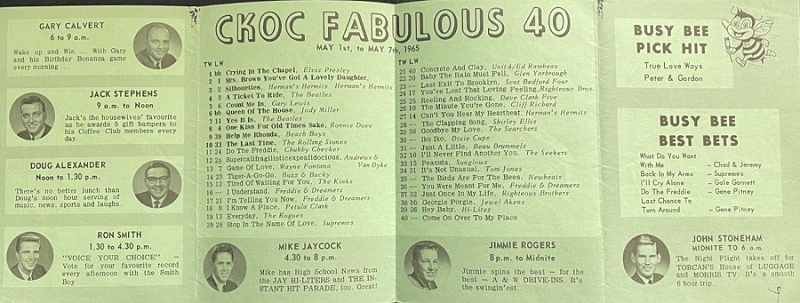 GARY CALVERT
6 to 9 a.m.
Wake up and Win ... With Gary
and his Birthday Bonanza game
every morning ...
JACK STEPHENS
9 a.m. to Noon
Jack's the housewives' favourite
as he awards 5 gift hampers to
his Coffee Club members every
day.
DOUG ALEXANDER
Noon to 1.30 p.m.
There's no better lunch than
Doug's noon hour serving of
music, news, sports and laughs.
RON SMITH
1.30 to 4.30 p.m.
"VOICE YOUR CHOICE" —
Vote for your favourite record
every afternoon with the Smith
Boy ...
CKOC FABULOUS 40
MAY 1st, to MAY 7th, 1965
TW LW
1 bb Crying In The Chapel, Elvis Presley
2 1 Mrs. Brown You've Got A Lovely Daughter,
3 2 Silhouettes, Herman's Hermits Herman's Hermits
4 3 A Ticket To Ride, The Beatles
5 6 Count Me In, Gary Lewis
6 bb Queen Of The House, Jody Miller
7 11 Yes It Is, The Beatles
8 4 One Kiss For Old Times Sake, Ronnie Dove
9 39 Help Me Rhonda, Beach Boys
10 33 The Last Time, The Rolling Stones
11 24 Do The Freddie, Chubby Checker
12 28 Supercalifragilisticexpealidocious, Andrews &
13 7 Game Of Love, Wayne Fontana Van Dyke
14 23 Tiger-A-Go-Go, Buzz & Bucky
15 12 Tired Of Waiting For You, The Kinks
16 — I Understand, Freddie & Dreamers
17 21 I'm Telling You Now, Freddie & Dreamers
18 8 I Know A Place, Petula Clark
19 13 Everyday, The Rogues
20 28 Stop In The Name Of Love, Supremes
MIKE JAYCOCK
4.30 to 8 p.m.
Mike has High School News from
the JAY HI-LITERS and THE IN-
STANT HIT PARADE, too. Great!
TW LW
21 40 Concrete And Clay, Unit 4/Ed Rambeau
22 30 Baby The Rain Must Fall, Glen Yarbrough
23 — Last Exit To Brooklyn, Scot Bedford Four
24 17 You've Lost That Loving Feeling, Righteous Bros.
25 25 Reeling And Rocking, Dave Clark Five
26 10 The Minute You're Gone, Cliff Richard
27 14 Can't You Hear My Heartbeat, Herman's Hermits
28 — The Clapping Song, Shirley Ellis
29 36 Goodbye My Love, The Searchers
30 — Iko Iko, Dixie Cups
31 — Just A Little, Beau Brummels
32 16 I'll Never Find Another You, The Seekers
33 15 Peanuts, Sunglows
34 31 It's Not Unusual, Tom Jones
35 — The Birds Are For The Bees, Newbeats
36 — You Were Meant For Me, Freddie & Dreamers
37 32 Just Once In My Life, Righteous Brothers
38 bb Georgie Porgie, Jewel Akens
39 26 Hey Baby, Hi-Lites
40 — Come On Over To My Place
JIMMIE ROGERS
8 p.m. to Midnite
Jimmie spins the best – for the
best – A & W DRIVE-INS. It's
the swingin'est.
BUSY BEE
PICK HIT
True Love Ways
Peter & Gordon
BUSY BEE
BEST BETS
What Do You Want
With Me – Chad & Jeremy
Back In My Arms – Supremes
I'll Cry Alone – Gale Garnett
Do The Freddie – Gene Pitney
Last Chance To
Turn Around – Gene Pitney
JOHN STONEHAM
MIDNITE TO 6 a.m.
The Night Flight takes off for
TORCAN'S House of LUGGAGE
and MORRIS TV. It's a smooth
6 hour trip.